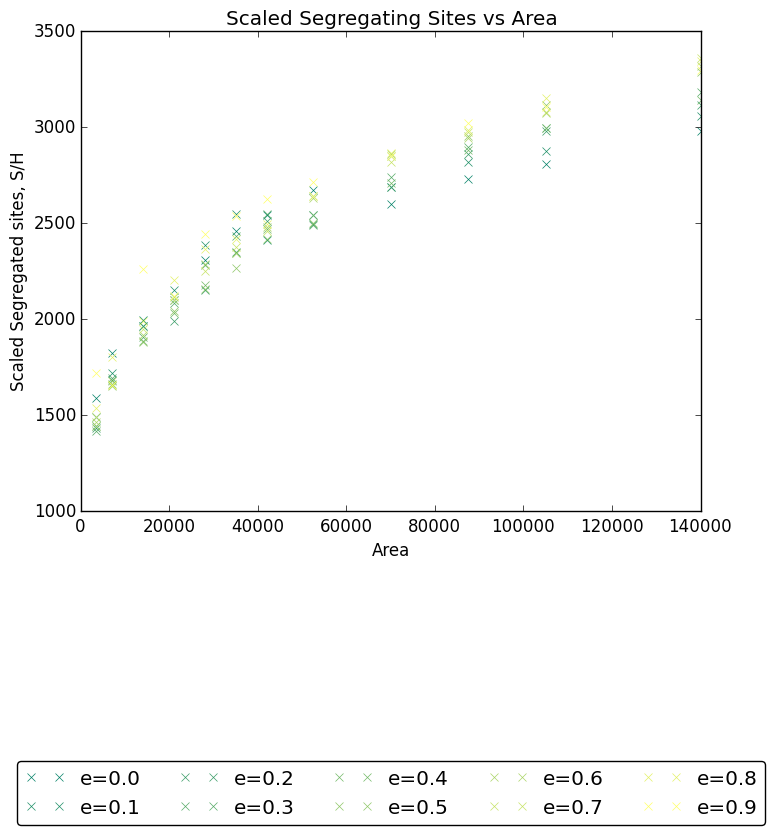 Scaled Segregating Sites vs Area
3500
3000
2500
2000
1500
1000
Scaled Segregated sites, S/H
0 20000 40000 60000 80000 100000 120000 140000
Area
e=0.0 e=0.2 e=0.4 e=0.6 e=0.8
e=0.1 e=0.3 e=0.5 e=0.7 e=0.9